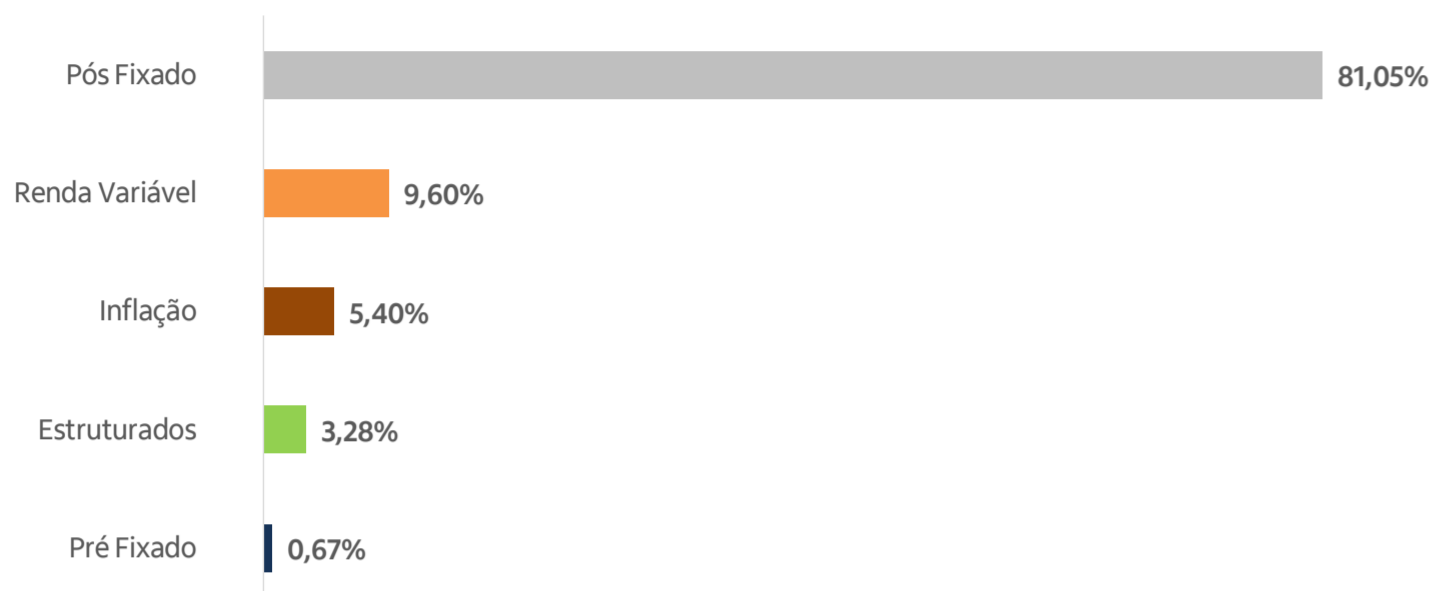 Pós Fixado 81,05%
Renda Variável 9,60%
Inflação 5,40%
Estruturados 3,28%
Pré Fixado 0,67%